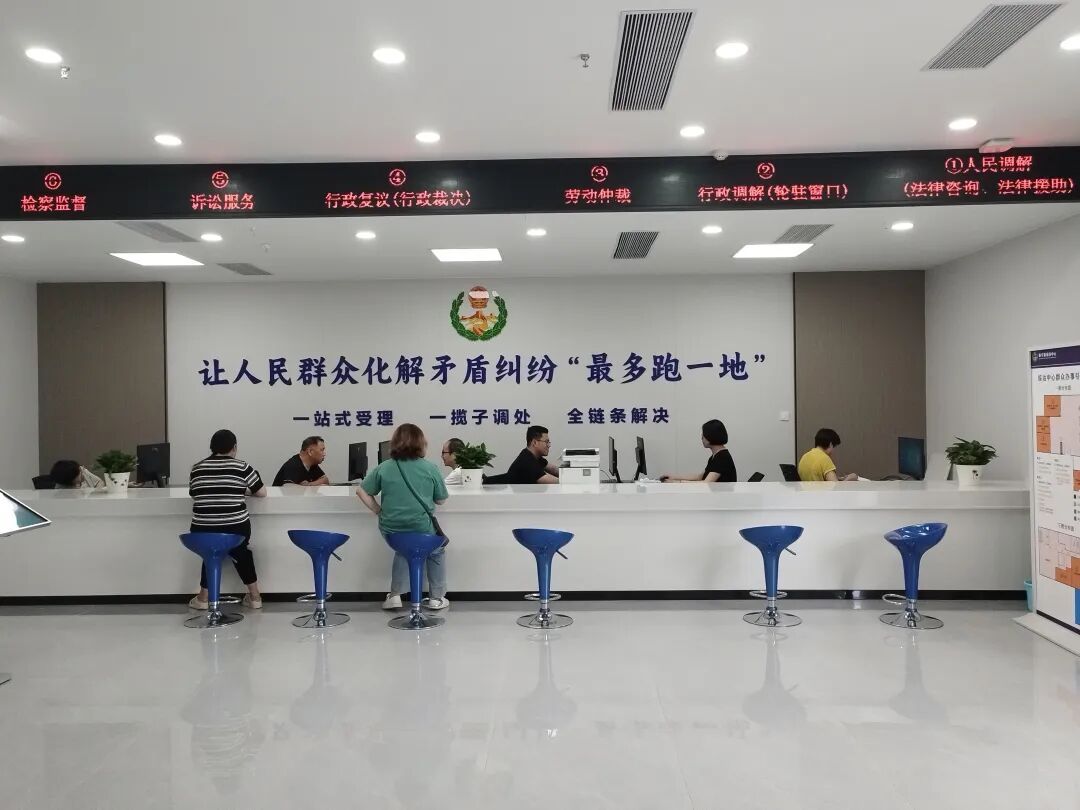 ⑥
检察监督
⑤
诉讼服务
④
行政复议(行政裁决)
③
劳动仲裁
②
行政调解(轮驻窗口)
①人民调解
(法律咨询、法律援助)
让人民群众化解矛盾纠纷“最多跑一地”
一站式受理 一揽子调处 全链条解决